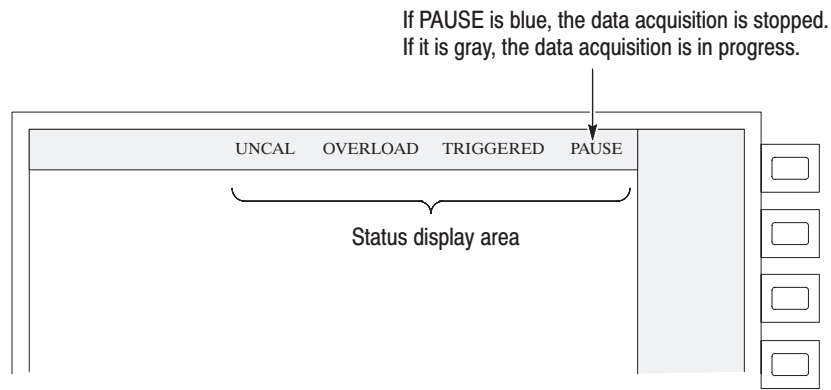 If PAUSE is blue, the data acquisition is stopped.
If it is gray, the data acquisition is in progress.
UNCAL OVERLOAD TRIGGERED PAUSE
Status display area